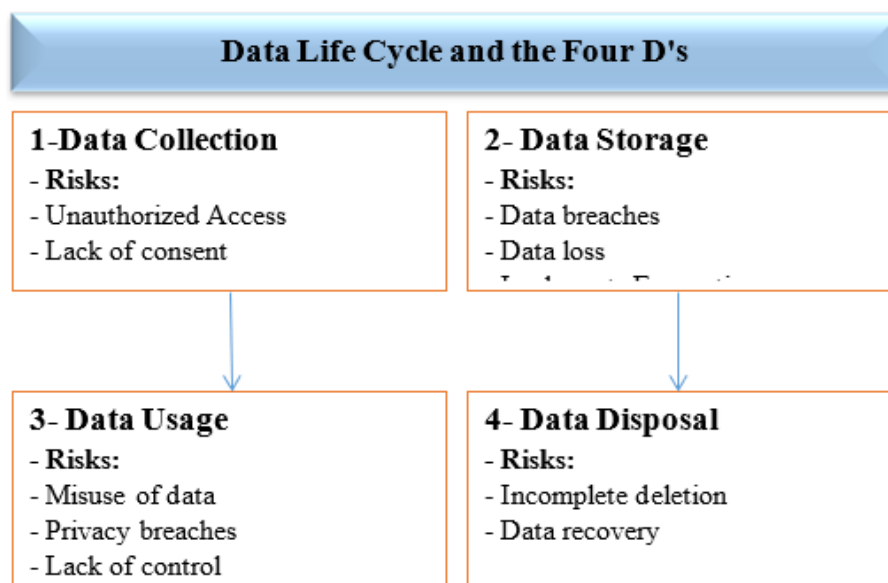 Data Life Cycle and the Four D's
1-Data Collection
- Risks:
- Unauthorized Access
- Lack of consent
2- Data Storage
- Risks:
- Data breaches
- Data loss
3- Data Usage
- Risks:
- Misuse of data
- Privacy breaches
- Lack of control
4- Data Disposal
- Risks:
- Incomplete deletion
- Data recovery